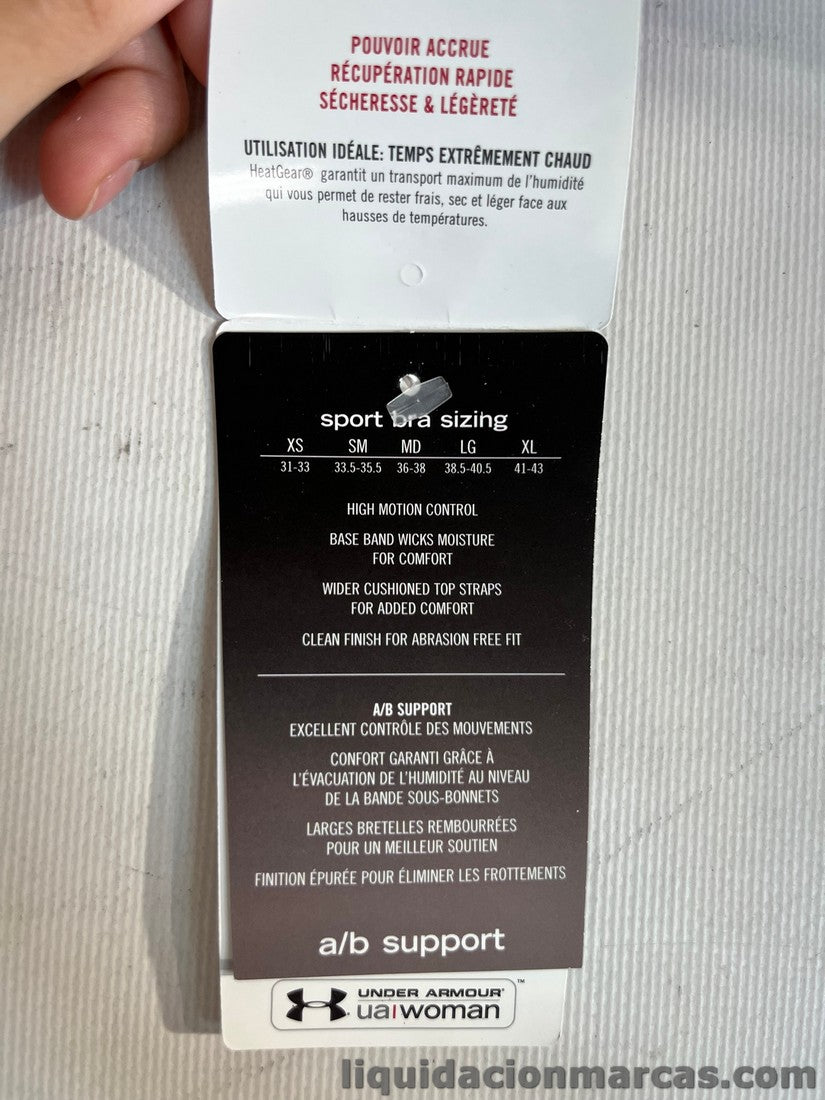 POUVOIR ACCRUE
RÉCUPÉRATION RAPIDE
SÉCHERESSE & LÉGÈRETÉ
UTILISATION IDÉALE: TEMPS EXTRÊMEMENT CHAUD
HeatGear® garantit un transport maximum de l'humidité
qui vous permet de rester frais, sec et léger face aux
hausses de températures.
sport bra sizing
XS SM MD LG XL
31-33 33.5-35.5 36-38 38.5-40.5 41-43
HIGH MOTION CONTROL
BASE BAND WICKS MOISTURE
FOR COMFORT
WIDER CUSHIONED TOP STRAPS
FOR ADDED COMFORT
CLEAN FINISH FOR ABRASION FREE FIT
A/B SUPPORT
EXCELLENT CONTRÔLE DES MOUVEMENTS
CONFORT GARANTI GRÂCE À
L'ÉVACUATION DE L'HUMIDITÉ AU NIVEAU
DE LA BANDE SOUS-BONNETS
LARGES BRETELLES REMBOURRÉES
POUR UN MEILLEUR SOUTIEN
FINITION ÉPURÉE POUR ÉLIMINER LES FROTTEMENTS
a/b support
UNDER ARMOUR®
ua|woman™
liquidacionmarcas.com